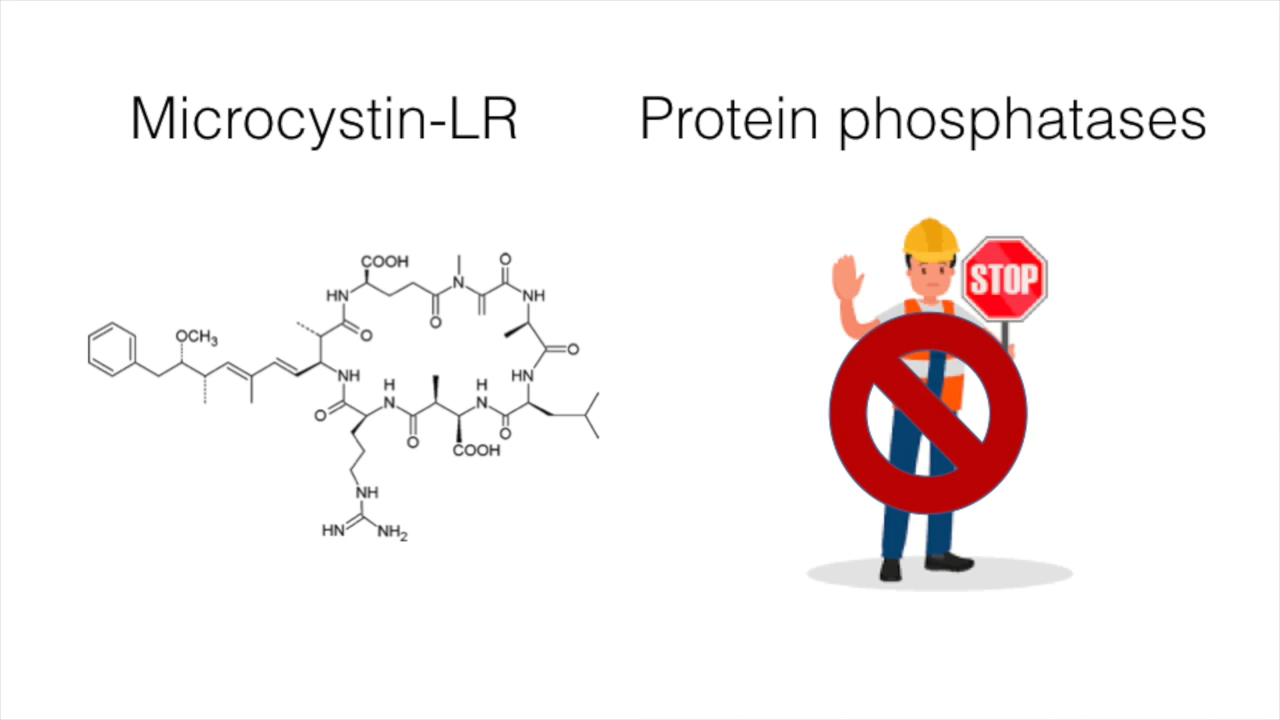 Microcystin-LR
Protein phosphatases
COOH
O
N
HN
NH
O
O
OCH3
O
NH
HN
H
N
H
N
O
O
O
COOH
NH
HN
NH2
STOP